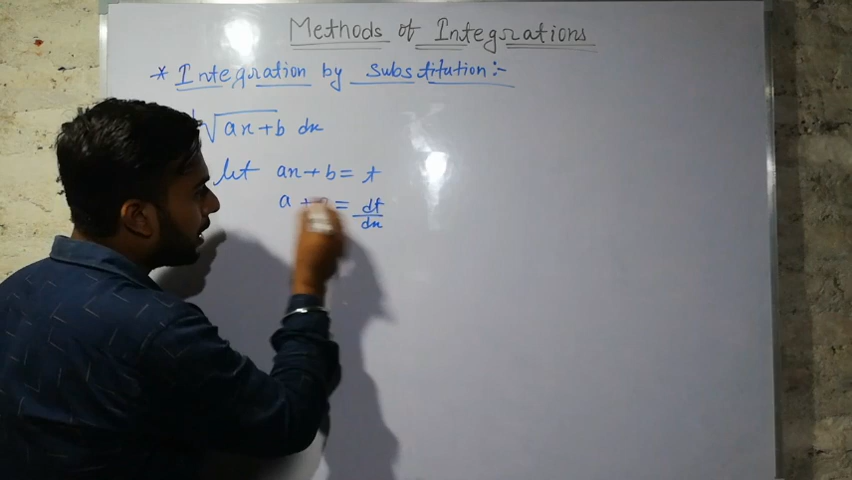 Methods of Integrations
* Integration by Substitution:-
√ax+b dx
let ax+b = t
a + = dt/dx